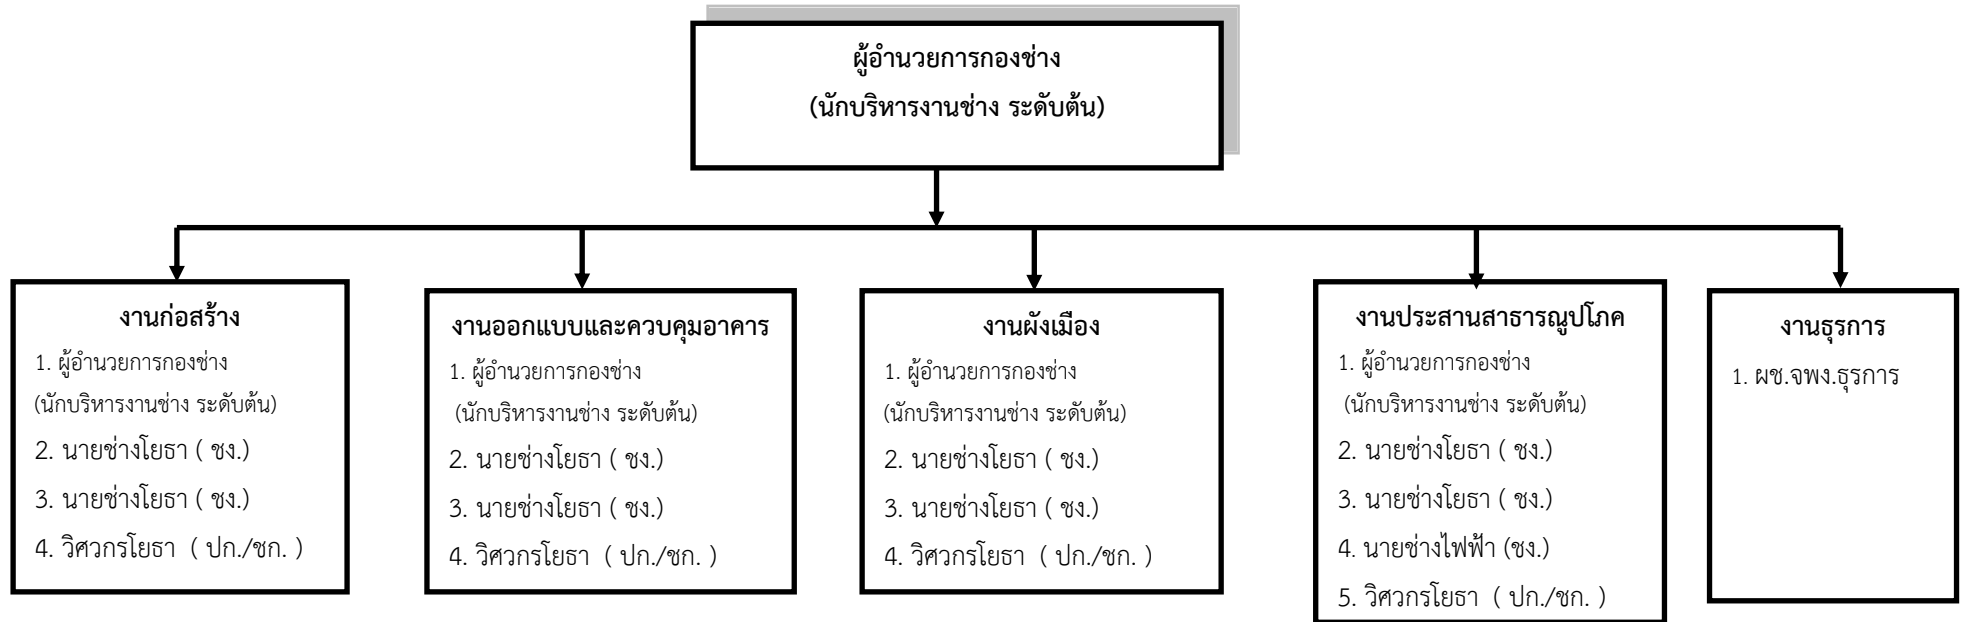 ผู้อำนวยการกองช่าง
(นักบริหารงานช่าง ระดับต้น)
งานก่อสร้าง
1. ผู้อำนวยการกองช่าง
(นักบริหารงานช่าง ระดับต้น)
2. นายช่างโยธา ( ชง.)
3. นายช่างโยธา ( ชง.)
4. วิศวกรโยธา ( ปก./ชก. )
งานออกแบบและควบคุมอาคาร
1. ผู้อำนวยการกองช่าง
(นักบริหารงานช่าง ระดับต้น)
2. นายช่างโยธา ( ชง.)
3. นายช่างโยธา ( ชง.)
4. วิศวกรโยธา ( ปก./ชก. )
งานผังเมือง
1. ผู้อำนวยการกองช่าง
(นักบริหารงานช่าง ระดับต้น)
2. นายช่างโยธา ( ชง.)
3. นายช่างโยธา ( ชง.)
4. วิศวกรโยธา ( ปก./ชก. )
งานประสานสาธารณูปโภค
1. ผู้อำนวยการกองช่าง
(นักบริหารงานช่าง ระดับต้น)
2. นายช่างโยธา ( ชง.)
3. นายช่างโยธา ( ชง.)
4. นายช่างไฟฟ้า (ชง.)
5. วิศวกรโยธา ( ปก./ชก. )
งานธุรการ
1. ผช.จพง.ธุรการ